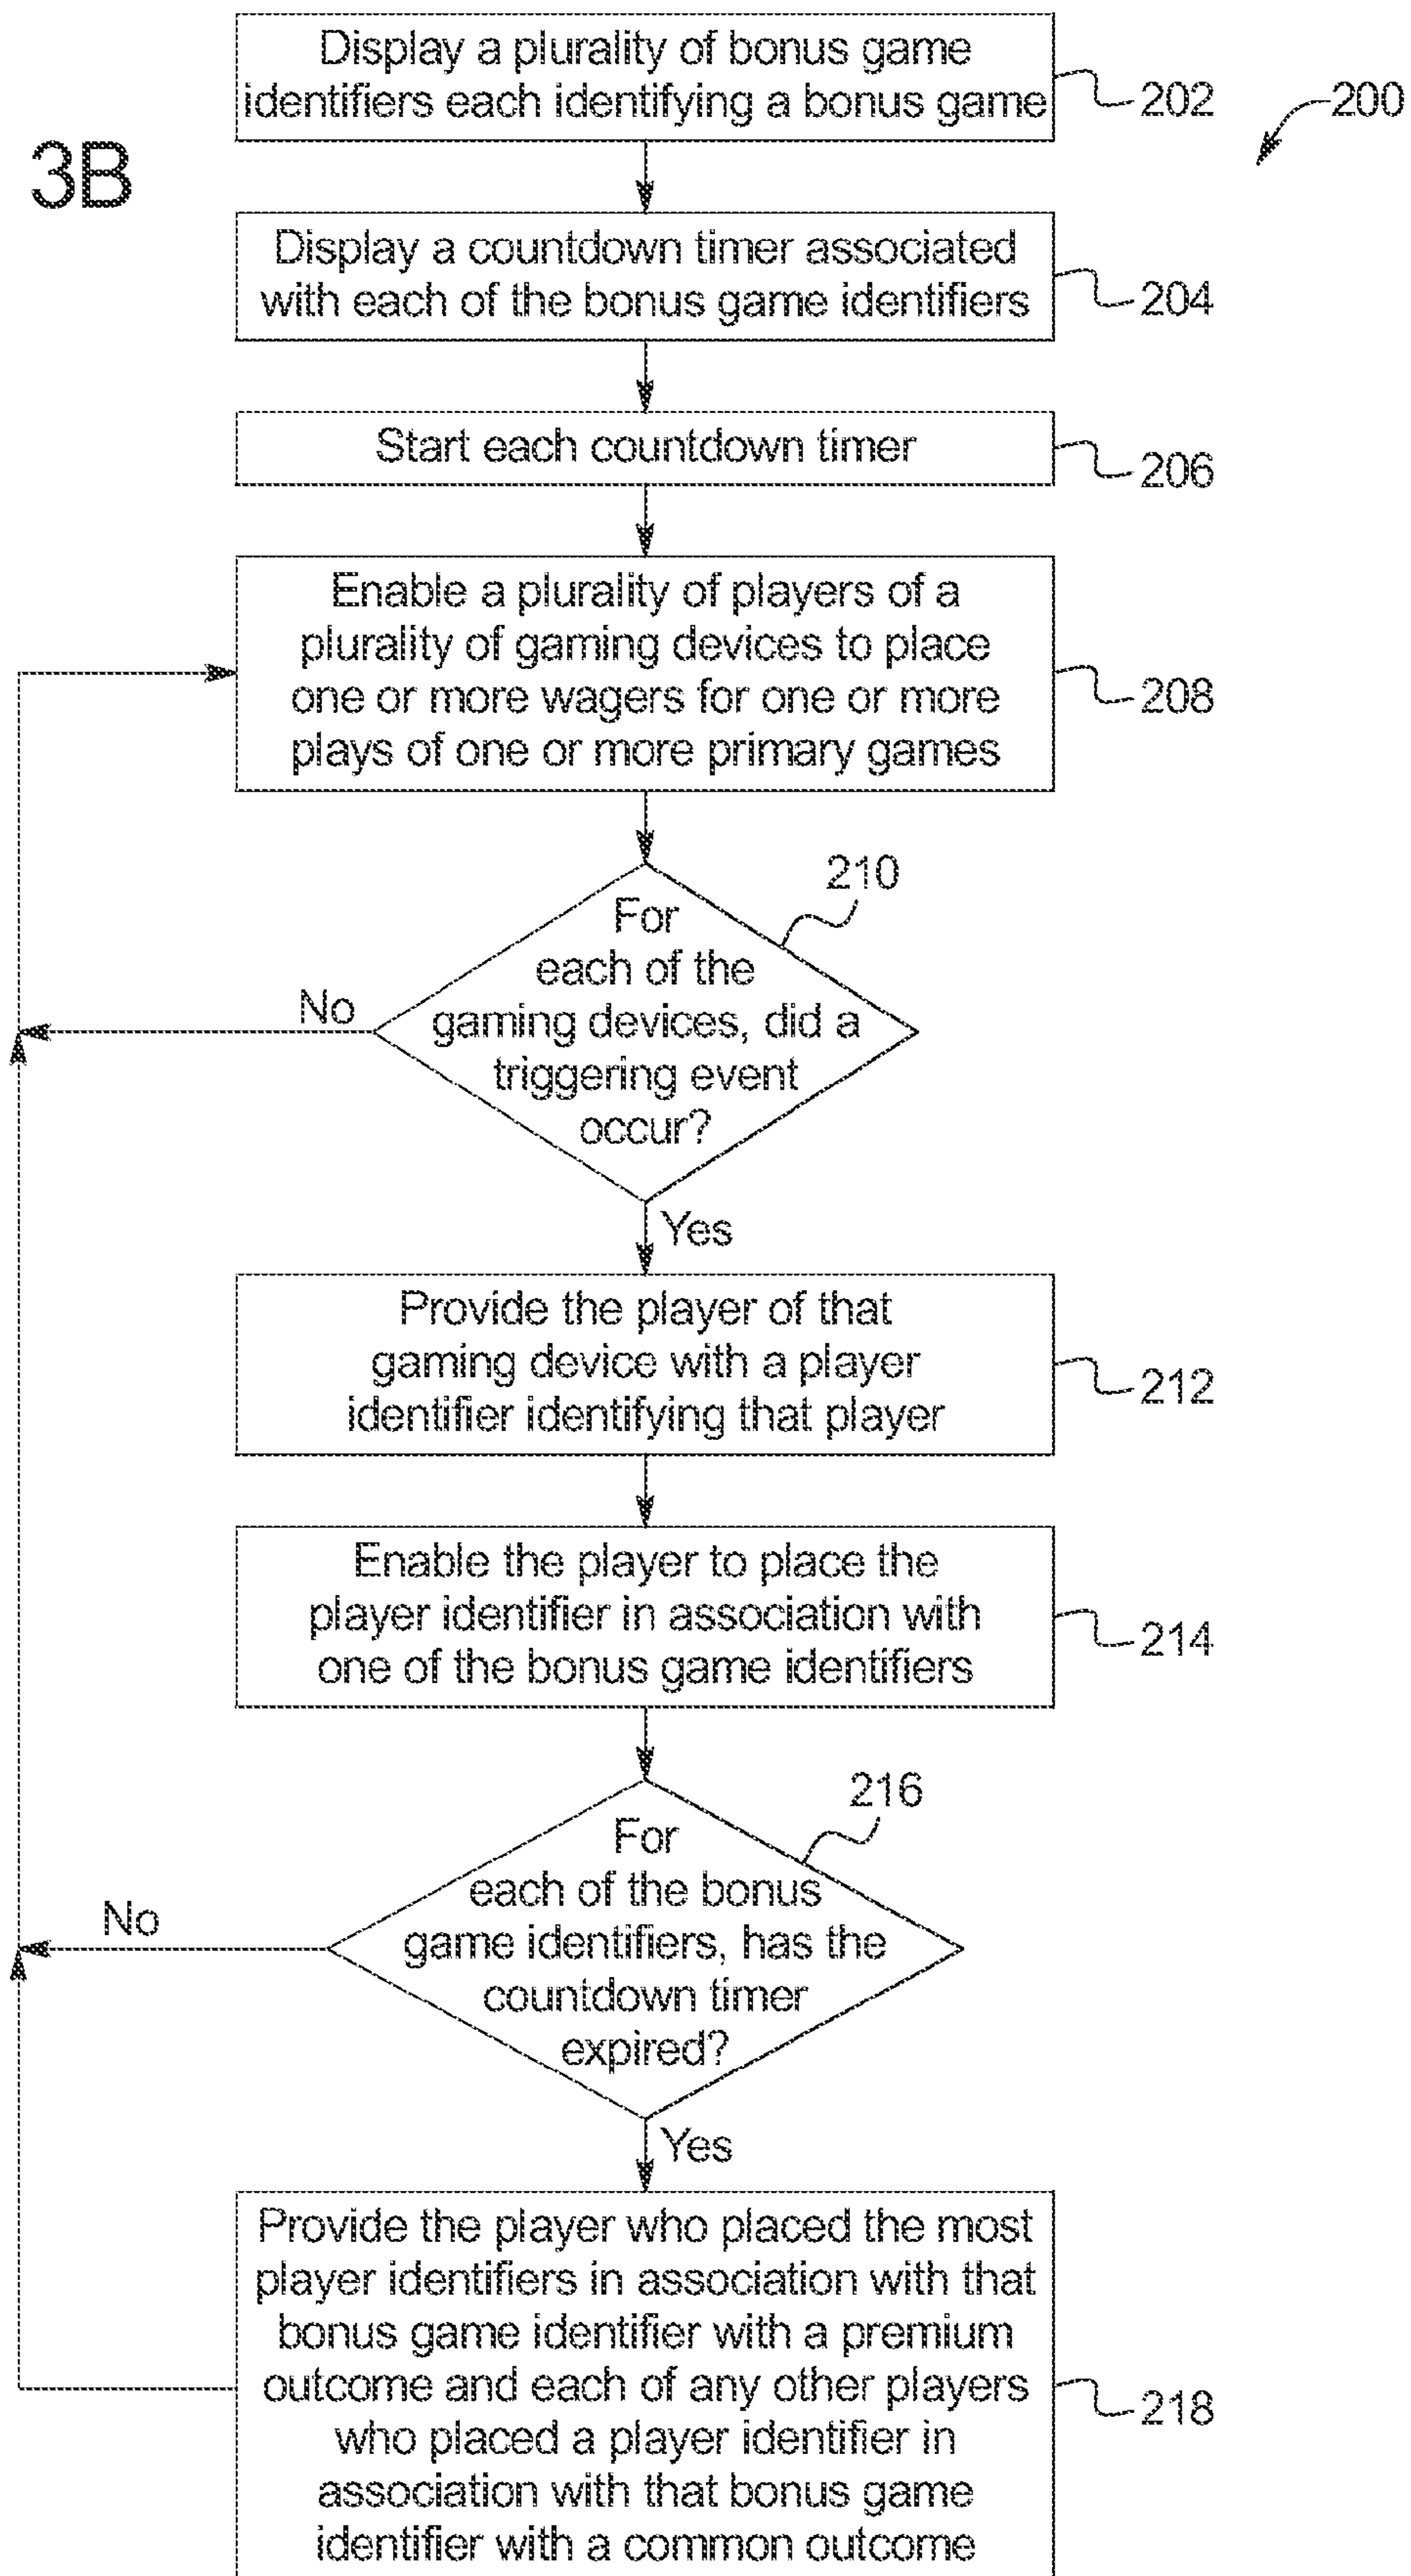 Display a plurality of bonus game
identifiers each identifying a bonus game
202
200
3B
Display a countdown timer associated
with each of the bonus game identifiers
204
Start each countdown timer
206
Enable a plurality of players of a
plurality of gaming devices to place
one or more wagers for one or more
plays of one or more primary games
208
210
For
each of the
gaming devices, did a
triggering event
occur?
No
Yes
Provide the player of that
gaming device with a player
identifier identifying that player
212
Enable the player to place the
player identifier in association with
one of the bonus game identifiers
214
216
For
each of the bonus
game identifiers, has the
countdown timer
expired?
No
Yes
Provide the player who placed the most
player identifiers in association with that
bonus game identifier with a premium
outcome and each of any other players
who placed a player identifier in
association with that bonus game
identifier with a common outcome
218